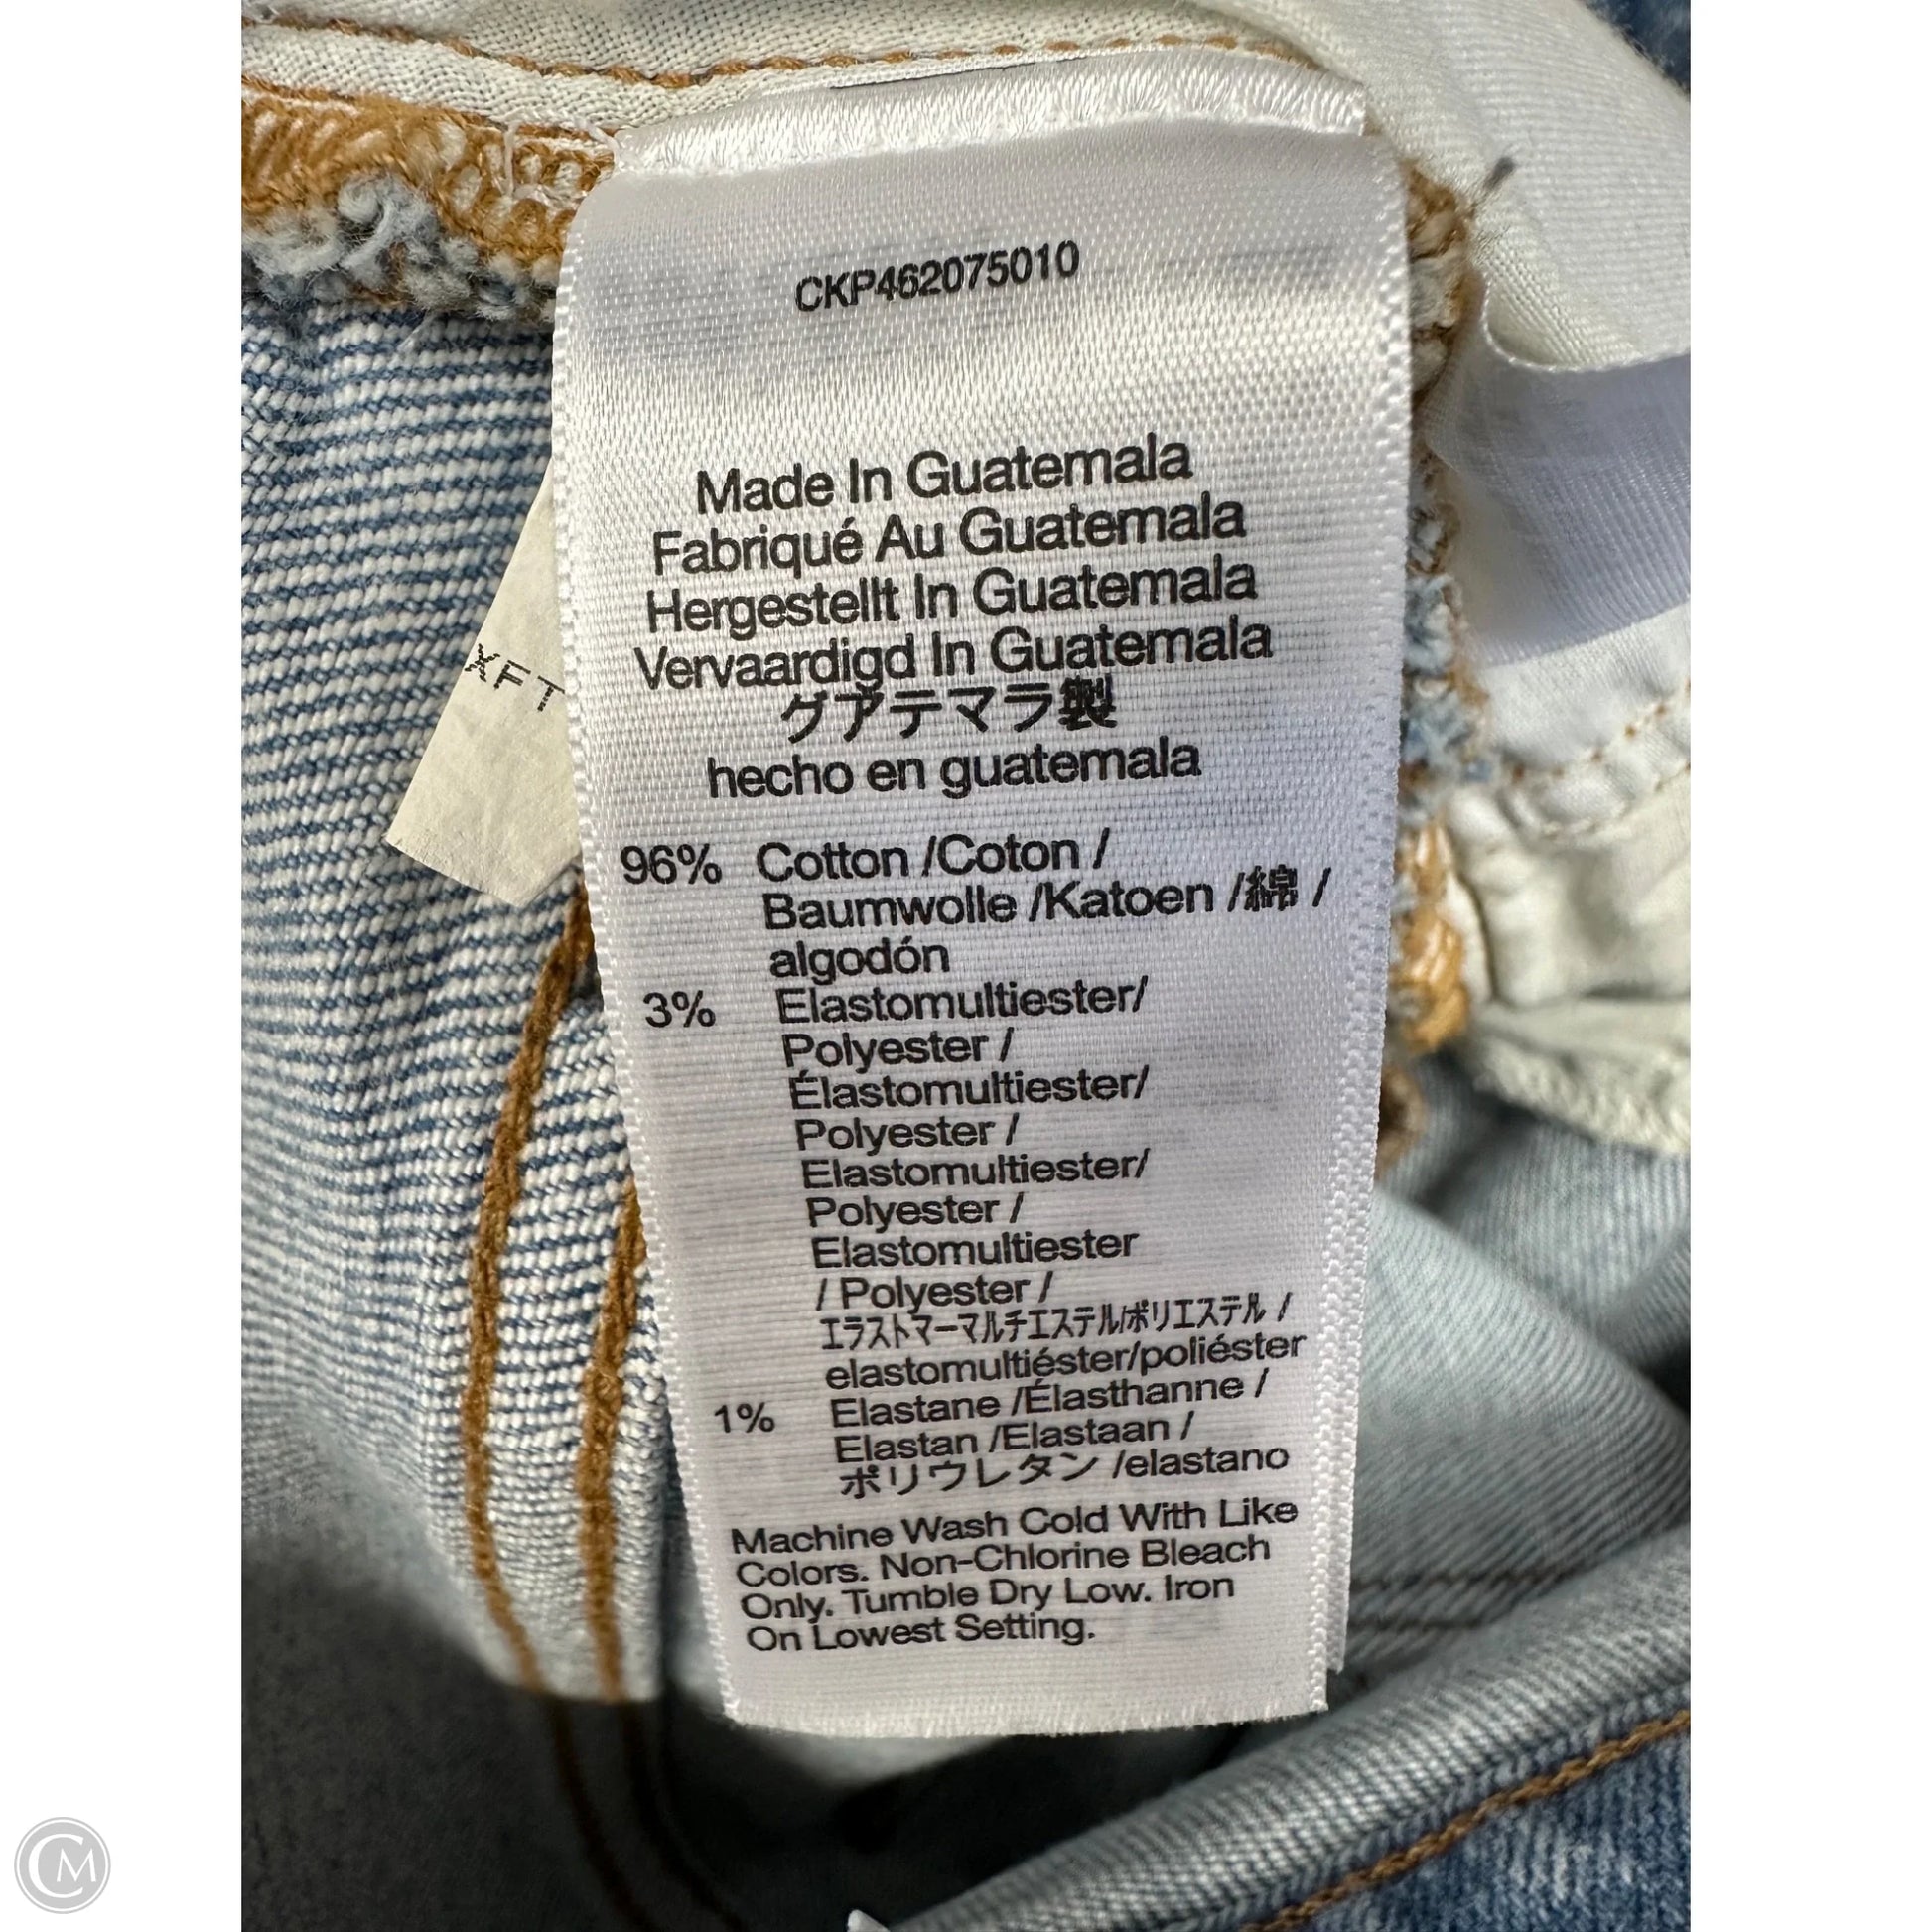 CKP462075010
Made In Guatemala
Fabriqué Au Guatemala
Hergestellt In Guatemala
Vervaardigd In Guatemala
グアテマラ製
hecho en guatemala
XFT
96% Cotton /Coton /
Baumwolle /Katoen /綿 /
algodón
3% Elastomultiester/
Polyester /
Élastomultiester/
Polyester /
Elastomultiester/
Polyester /
Elastomultiester
/ Polyester /
エラストマーマルチエステル/ポリエステル /
elastomultiéster/poliéster
1% Elastane /Élasthanne /
Elastan /Elastaan /
ポリウレタン /elastano
Machine Wash Cold With Like
Colors. Non-Chlorine Bleach
Only. Tumble Dry Low. Iron
On Lowest Setting.
CM